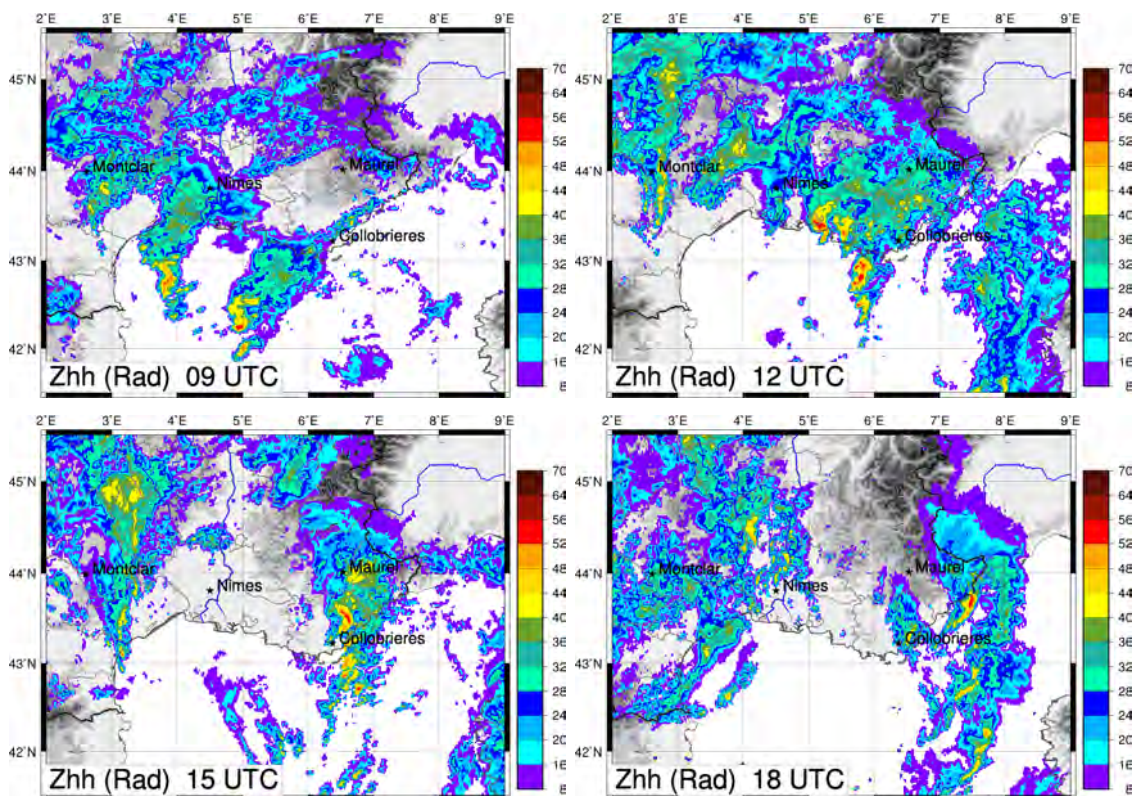 2°E 3°E 4°E 5°E 6°E 7°E 8°E 9°E
45°N
44°N
43°N
42°N
Montclar
Nimes
Maurel
Collobrieres
Zhh (Rad) 09 UTC
70
64
60
56
52
48
44
40
36
32
28
24
20
16
8
2°E 3°E 4°E 5°E 6°E 7°E 8°E 9°E
45°N
44°N
43°N
42°N
Montclar
Nimes
Maurel
Collobrieres
Zhh (Rad) 12 UTC
70
64
60
56
52
48
44
40
36
32
28
24
20
16
8
2°E 3°E 4°E 5°E 6°E 7°E 8°E 9°E
45°N
44°N
43°N
42°N
Montclar
Nimes
Maurel
Collobrieres
Zhh (Rad) 15 UTC
70
64
60
56
52
48
44
40
36
32
28
24
20
16
8
2°E 3°E 4°E 5°E 6°E 7°E 8°E 9°E
45°N
44°N
43°N
42°N
Montclar
Nimes
Maurel
Collobrieres
Zhh (Rad) 18 UTC
70
64
60
56
52
48
44
40
36
32
28
24
20
16
8